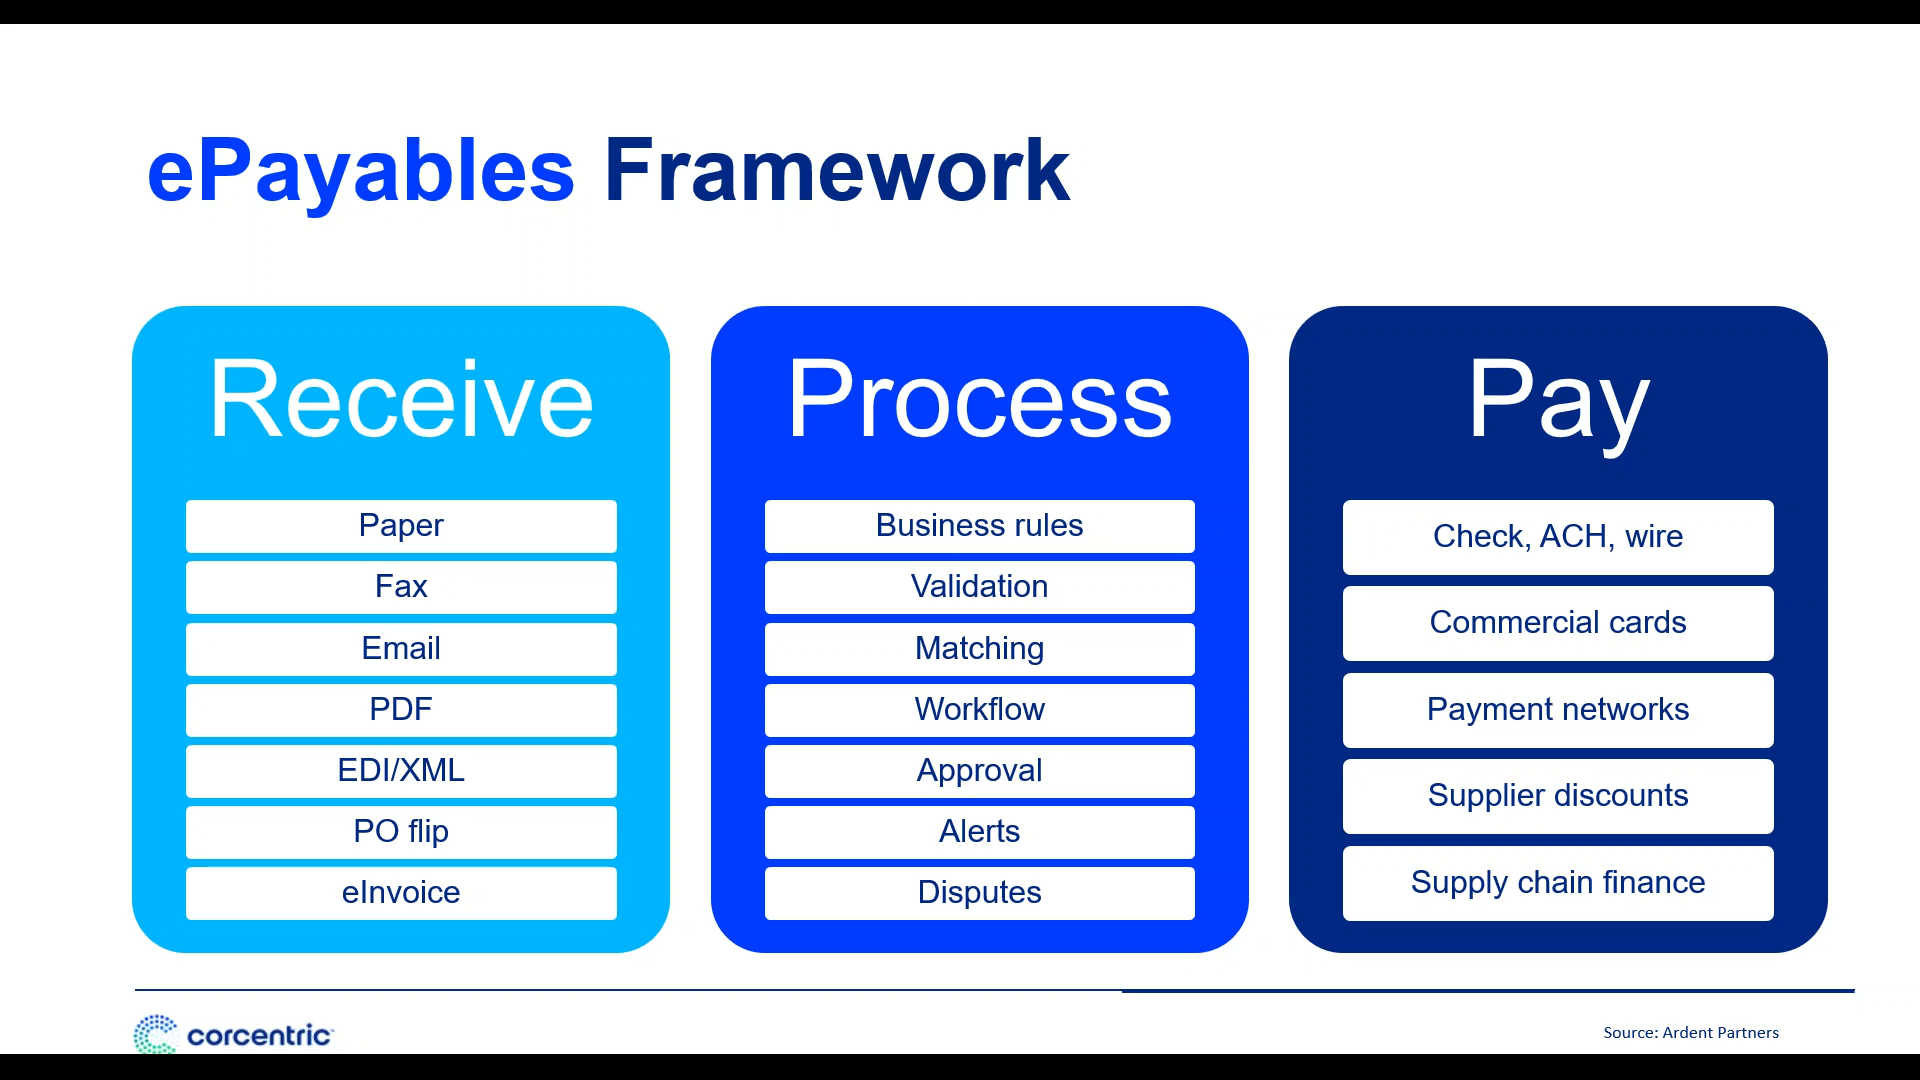 ePayables Framework
Receive
Paper
Fax
Email
PDF
EDI/XML
PO flip
eInvoice
Process
Business rules
Validation
Matching
Workflow
Approval
Alerts
Disputes
Pay
Check, ACH, wire
Commercial cards
Payment networks
Supplier discounts
Supply chain finance
corcentric
Source: Ardent Partners